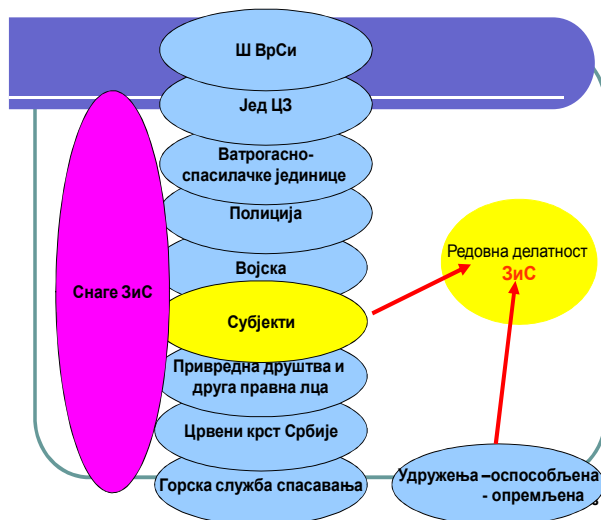 Ш ВрСи
Јед ЦЗ
Ватрогасно-
спасилачке јединице
Полиција
Војска
Снаге ЗиС
Субјекти
Привредна друштва и
друга правна лца
Црвени крст Србије
Горска служба спасавања
Редовна делатност
ЗиС
Удружења –оспособљена
- опремљена